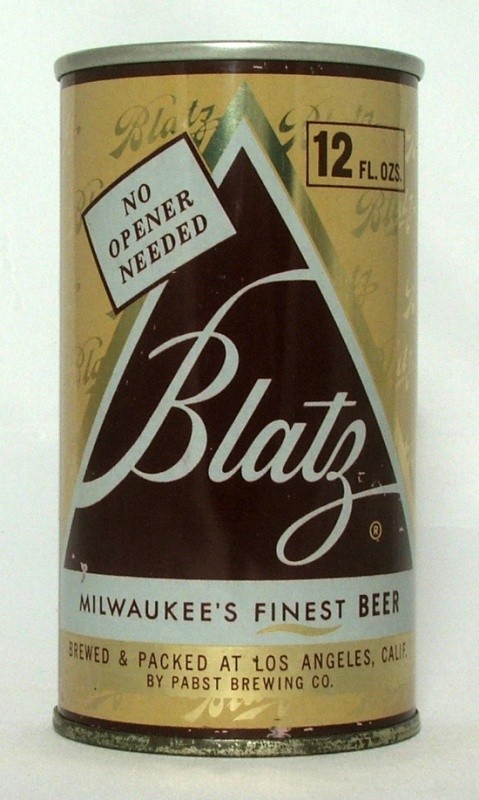 Blatz
12 FL. OZS.
NO
OPENER
NEEDED
Blatz
®
MILWAUKEE'S FINEST BEER
BREWED & PACKED AT LOS ANGELES, CALIF.
BY PABST BREWING CO.